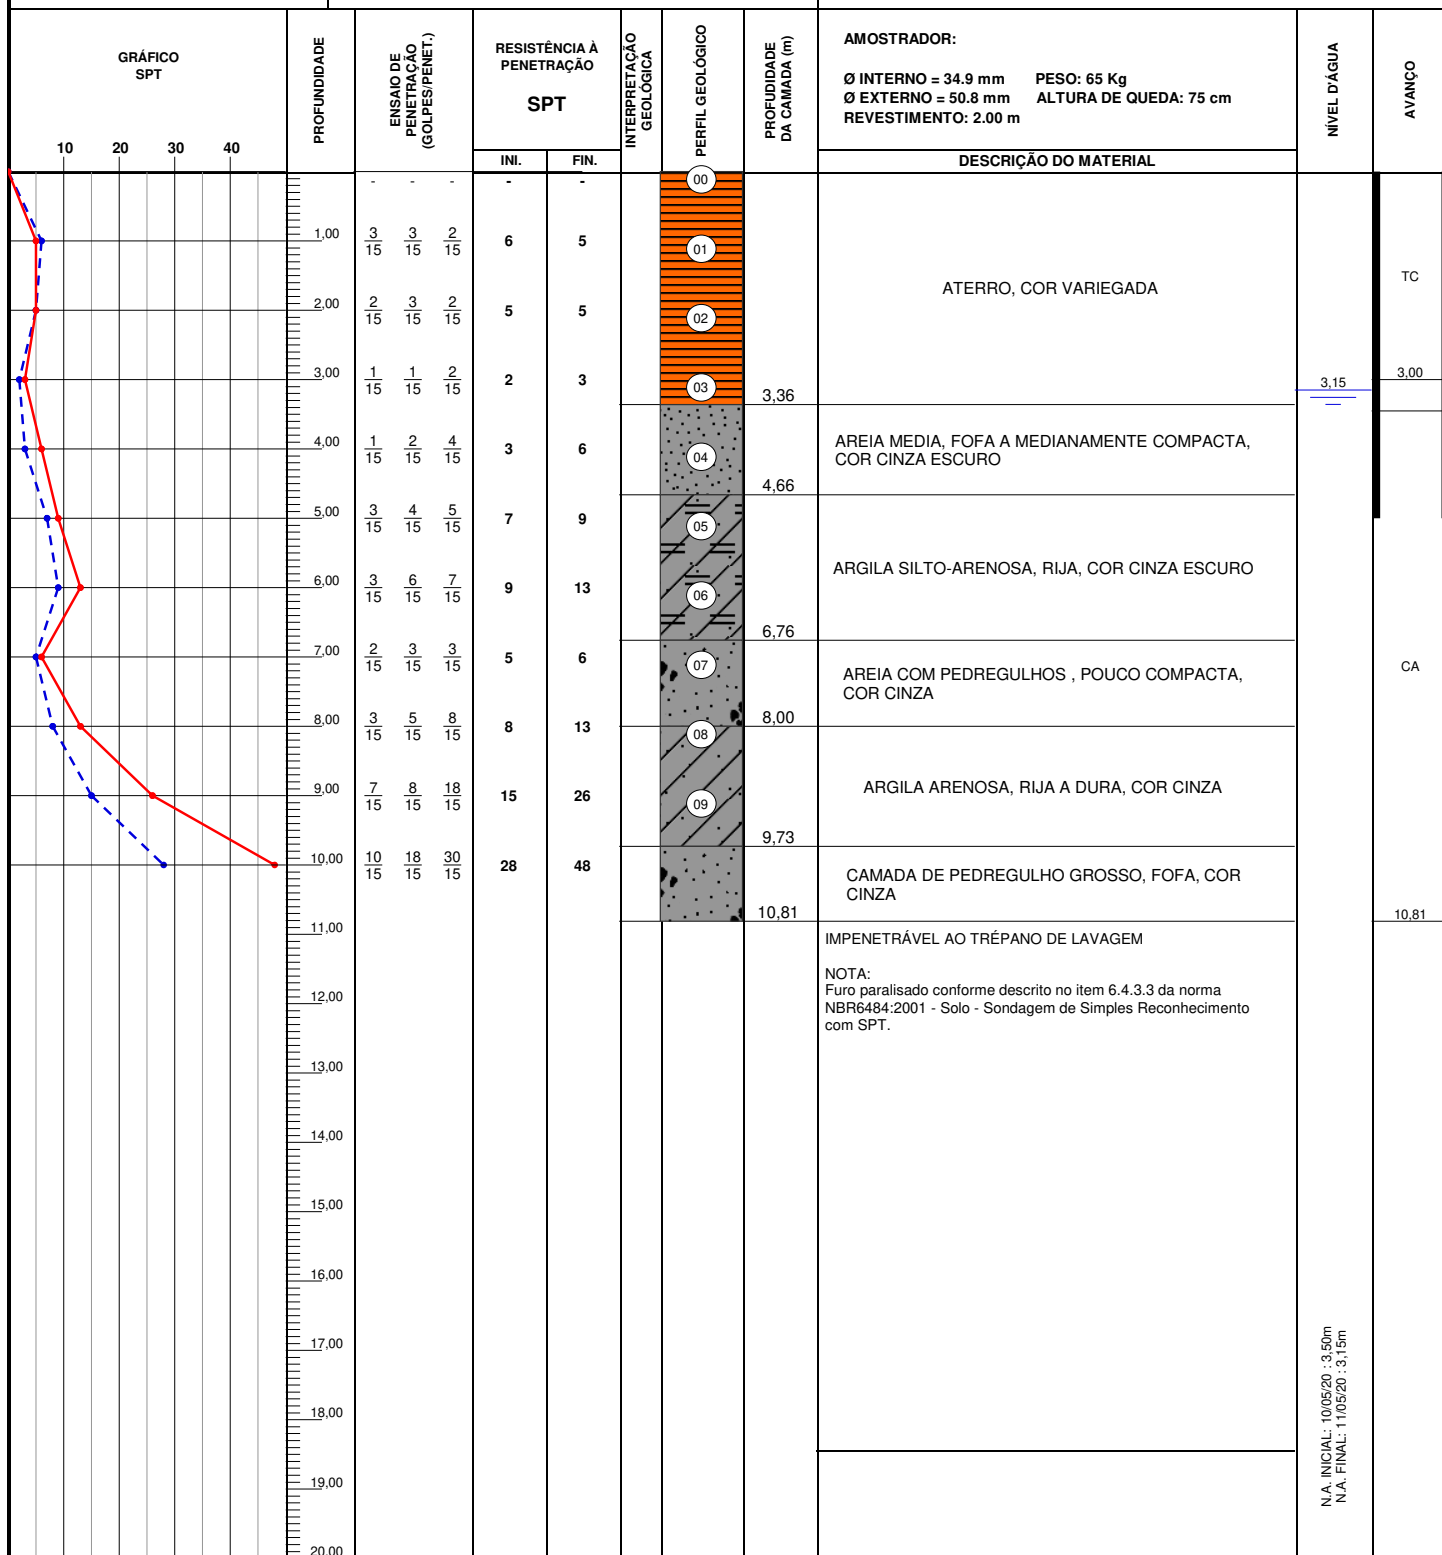 GRÁFICO
SPT
10 20 30 40
PROFUNDIDADE
ENSAIO DE
PENETRAÇÃO
(GOLPES/PENET.)
RESISTÊNCIA À
PENETRAÇÃO
SPT
INI. FIN.
INTERPRETAÇÃO
GEOLÓGICA
PERFIL GEOLÓGICO
PROFUDIDADE
DA CAMADA (m)
AMOSTRADOR:
Ø INTERNO = 34.9 mm PESO: 65 Kg
Ø EXTERNO = 50.8 mm ALTURA DE QUEDA: 75 cm
REVESTIMENTO: 2.00 m
DESCRIÇÃO DO MATERIAL
NÍVEL D'ÁGUA
AVANÇO
- - - - - 00
1,00 3/15 3/15 2/15 6 5 01
2,00 2/15 3/15 2/15 5 5 02
3,00 1/15 1/15 2/15 2 3 03
4,00 1/15 2/15 4/15 3 6 04
5,00 3/15 4/15 5/15 7 9 05
6,00 3/15 6/15 7/15 9 13 06
7,00 2/15 3/15 3/15 5 6 07
8,00 3/15 5/15 8/15 8 13 08
9,00 7/15 8/15 18/15 15 26 09
10,00 10/15 18/15 30/15 28 48
11,00
12,00
13,00
14,00
15,00
16,00
17,00
18,00
19,00
20,00
3,36
4,66
6,76
8,00
9,73
10,81
ATERRO, COR VARIEGADA
AREIA MEDIA, FOFA A MEDIANAMENTE COMPACTA,
COR CINZA ESCURO
ARGILA SILTO-ARENOSA, RIJA, COR CINZA ESCURO
AREIA COM PEDREGULHOS , POUCO COMPACTA,
COR CINZA
ARGILA ARENOSA, RIJA A DURA, COR CINZA
CAMADA DE PEDREGULHO GROSSO, FOFA, COR
CINZA
IMPENETRÁVEL AO TRÉPANO DE LAVAGEM
NOTA:
Furo paralisado conforme descrito no item 6.4.3.3 da norma
NBR6484:2001 - Solo - Sondagem de Simples Reconhecimento
com SPT.
3,15
N.A. INICIAL: 10/05/20 : 3,50m
N.A. FINAL: 11/05/20 : 3,15m
TC
3,00
CA
10,81